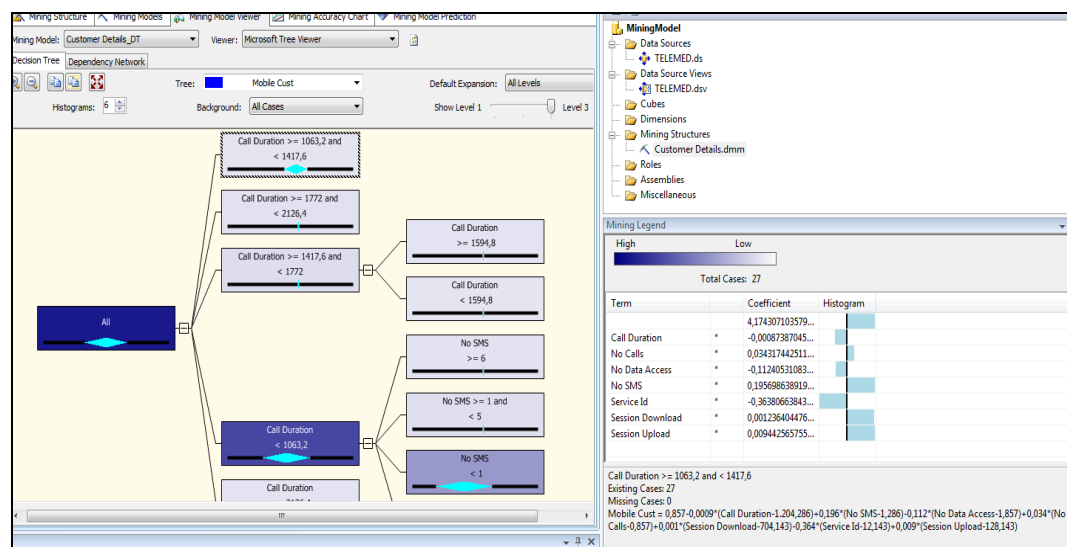 Mining Structure Mining Models Mining Model Viewer Mining Accuracy Chart Mining Model Prediction
Mining Model: Customer Details_DT Viewer: Microsoft Tree Viewer
Decision Tree Dependency Network
Tree: Mobile Cust Default Expansion: All Levels
Histograms: 6 Background: All Cases Show Level 1 Level 3
Call Duration >= 1063,2 and
< 1417,6
Call Duration >= 1772 and
< 2126,4
Call Duration >= 1417,6 and
< 1772
Call Duration
>= 1594,8
Call Duration
< 1594,8
All
No SMS
>= 6
No SMS >= 1 and
< 5
Call Duration
< 1063,2
No SMS
< 1
Call Duration
MiningModel
Data Sources
TELEMED.ds
Data Source Views
TELEMED.dsv
Cubes
Dimensions
Mining Structures
Customer Details.dmm
Roles
Assemblies
Miscellaneous
Mining Legend
High Low
Total Cases: 27
Term Coefficient Histogram
4,174307103579...
Call Duration * -0,00087387045...
No Calls * 0,034317442511...
No Data Access * -0,11240531083...
No SMS * 0,195698638919...
Service Id * -0,36380663843...
Session Download * 0,001236404476...
Session Upload * 0,009442565755...
Call Duration >= 1063,2 and < 1417,6
Existing Cases: 27
Missing Cases: 0
Mobile Cust = 0,857-0,0009*(Call Duration-1.204,286)+0,196*(No SMS-1,286)-0,112*(No Data Access-1,857)+0,034*(No
Calls-0,857)+0,001*(Session Download-704,143)-0,364*(Service Id-12,143)+0,009*(Session Upload-128,143)